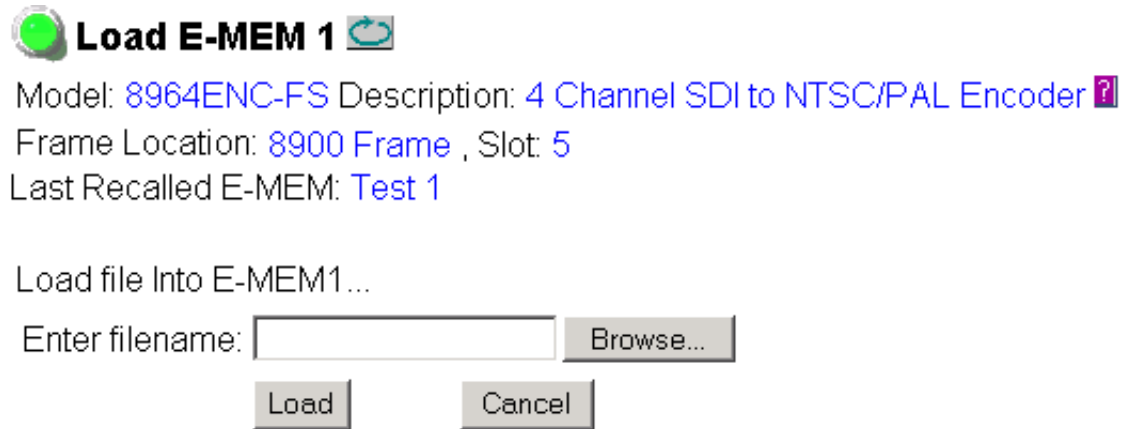 Load E-MEM 1
Model: 8964ENC-FS Description: 4 Channel SDI to NTSC/PAL Encoder ?
Frame Location: 8900 Frame , Slot: 5
Last Recalled E-MEM: Test 1
Load file Into E-MEM1...
Enter filename: Browse...
Load Cancel